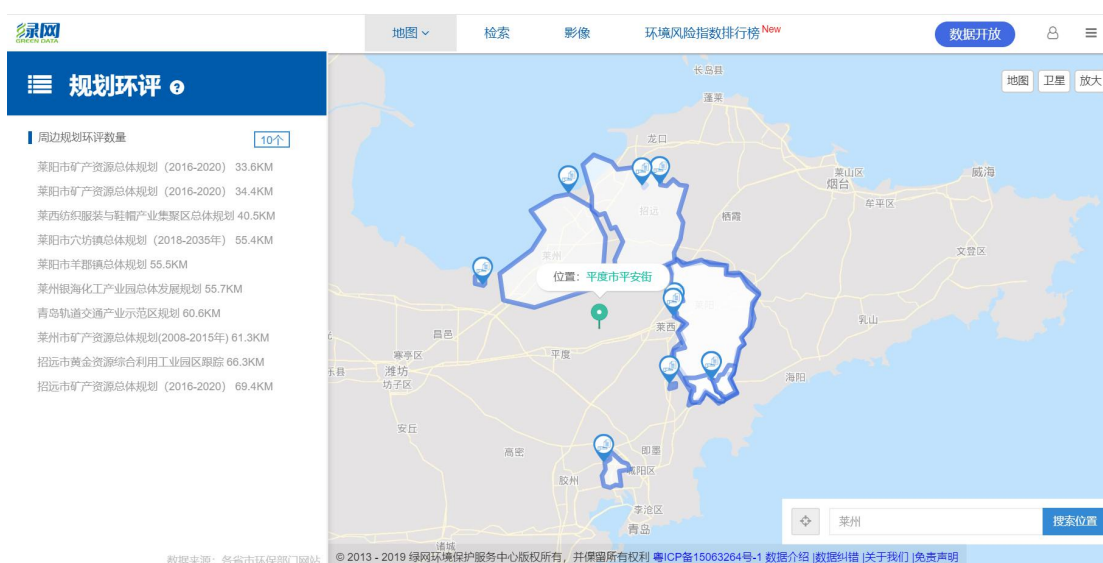 绿网
GREEN DATA
地图
检索
影像
环境风险指数排行榜 New
数据开放
规划环评
周边规划环评数量 10个
莱阳市矿产资源总体规划（2016-2020） 33.6KM
莱阳市矿产资源总体规划（2016-2020） 34.4KM
莱西纺织服装与鞋帽产业集聚区总体规划 40.5KM
莱阳市穴坊镇总体规划（2018-2035年） 55.4KM
莱阳市羊郡镇总体规划 55.5KM
莱州银海化工产业园总体发展规划 55.7KM
青岛轨道交通产业示范区规划 60.6KM
莱州市矿产资源总体规划(2008-2015年) 61.3KM
招远市黄金资源综合利用工业园区跟踪 66.3KM
招远市矿产资源总体规划（2016-2020） 69.4KM
数据来源：各省市环保部门网站
地图
卫星
放大
长岛县
蓬莱
龙口
莱山区
烟台
威海
牟平区
招远
栖霞
文登区
莱州
位置：平度市平安街
莱阳
乳山
昌邑
莱西
寒亭区
平度
潍坊
坊子区
海阳
安丘
高密
即墨
胶州
李沧区
青岛
诸城
莱州
搜索位置
© 2013 - 2019 绿网环境保护服务中心版权所有，并保留所有权利 粤ICP备15063264号-1 数据介绍 |数据纠错 |关于我们 |免责声明